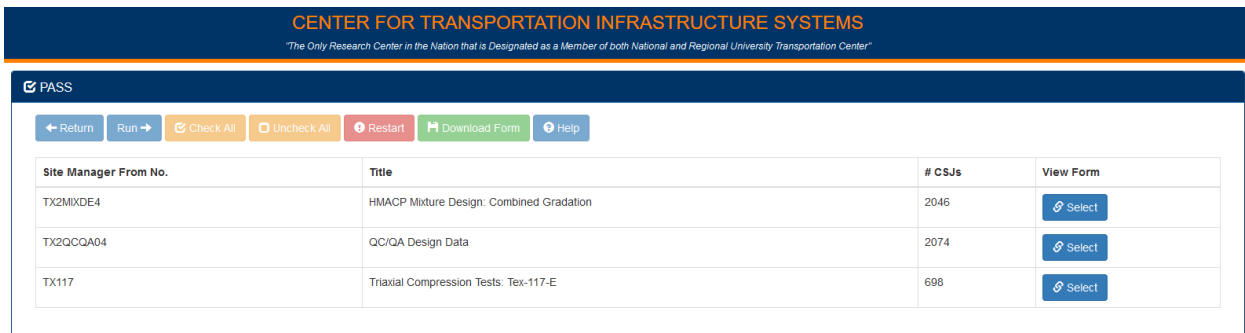 CENTER FOR TRANSPORTATION INFRASTRUCTURE SYSTEMS
"The Only Research Center in the Nation that is Designated as a Member of both National and Regional University Transportation Center"
PASS
Return Run Check All Uncheck All Restart Download Form Help
Site Manager From No. Title # CSJs View Form
TX2MIXDE4 HMACP Mixture Design: Combined Gradation 2046 Select
TX2QCQA04 QC/QA Design Data 2074 Select
TX117 Triaxial Compression Tests: Tex-117-E 698 Select